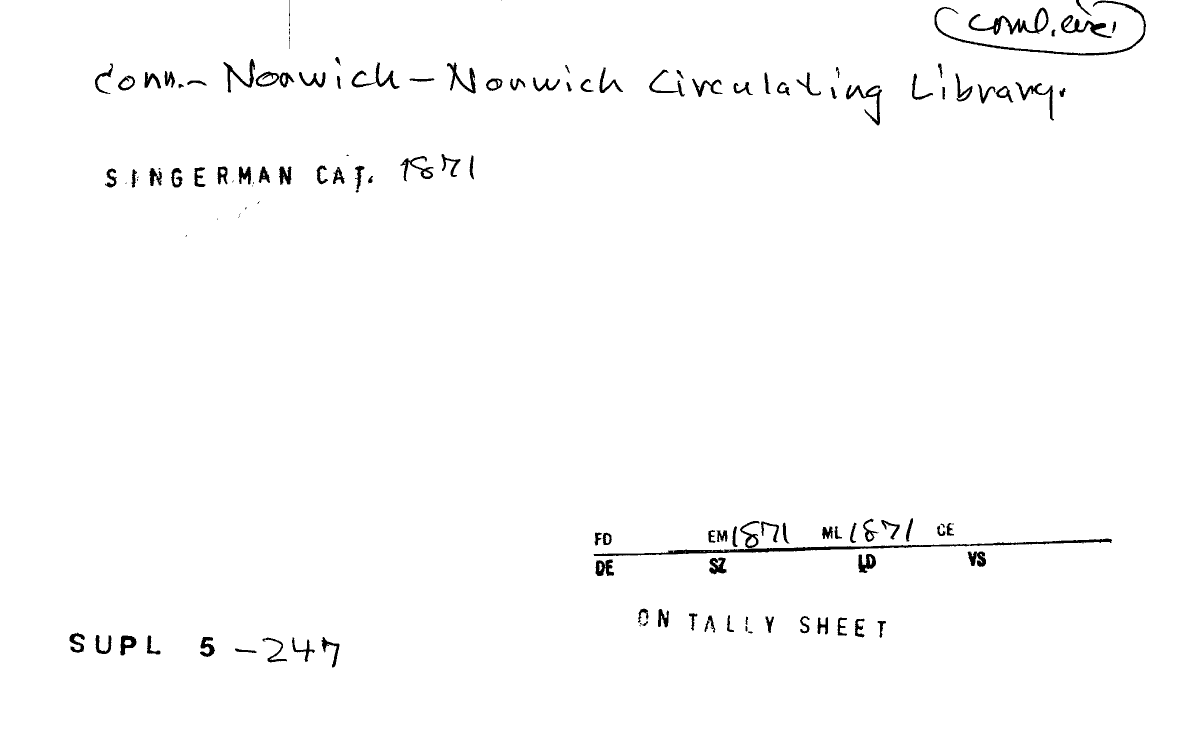 coml. circ.
Conn. - Norwich - Norwich Circulating Library.
SINGERMAN CAT. 1871
FD EM 1871 ML 1871 CE
DE SZ LD VS
ON TALLY SHEET
SUPL 5 - 247